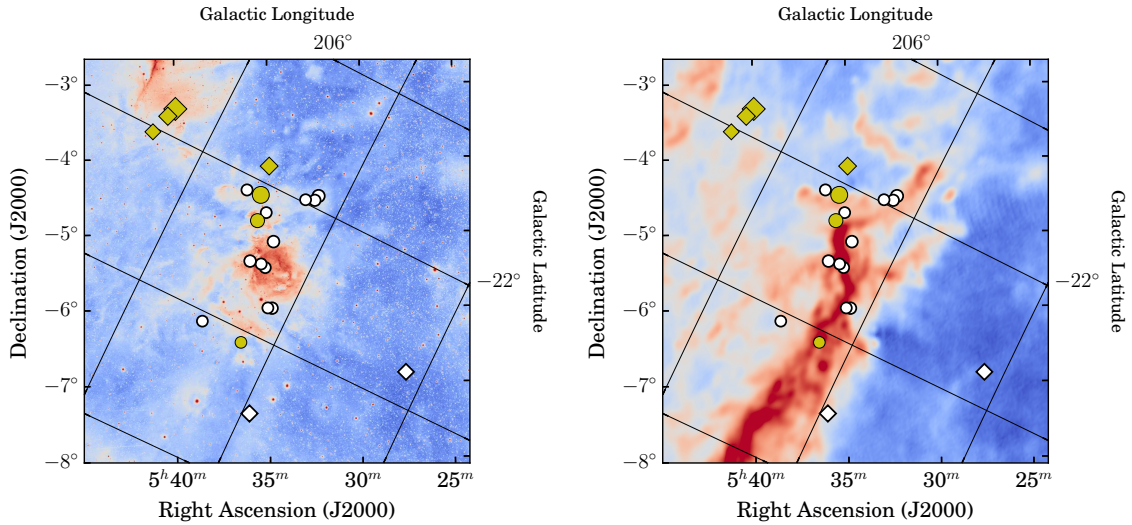 Galactic Longitude
206°
−3°
−4°
−5°
−6°
−7°
−8°
Declination (J2000)
−22°
Galactic Latitude
5ʰ40ᵐ
35ᵐ
30ᵐ
25ᵐ
Right Ascension (J2000)
Galactic Longitude
206°
−3°
−4°
−5°
−6°
−7°
−8°
Declination (J2000)
−22°
Galactic Latitude
5ʰ40ᵐ
35ᵐ
30ᵐ
25ᵐ
Right Ascension (J2000)